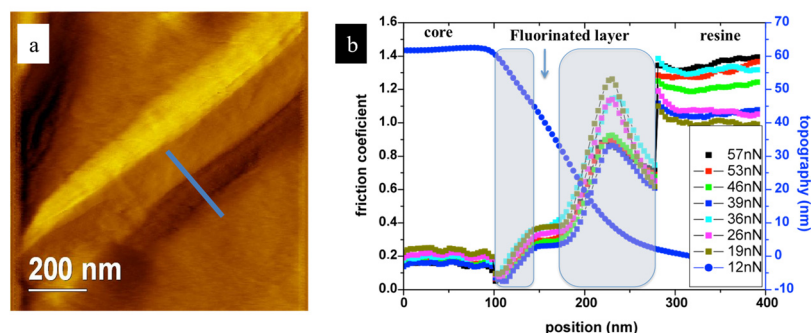 a
200 nm
b
core
Fluorinated layer
resine
friction coefficient
1.6
1.4
1.2
1.0
0.8
0.6
0.4
0.2
0.0
0
100
200
300
400
position (nm)
70
60
50
40
30
20
10
0
-10
topography (nm)
57nN
53nN
46nN
39nN
36nN
26nN
19nN
12nN